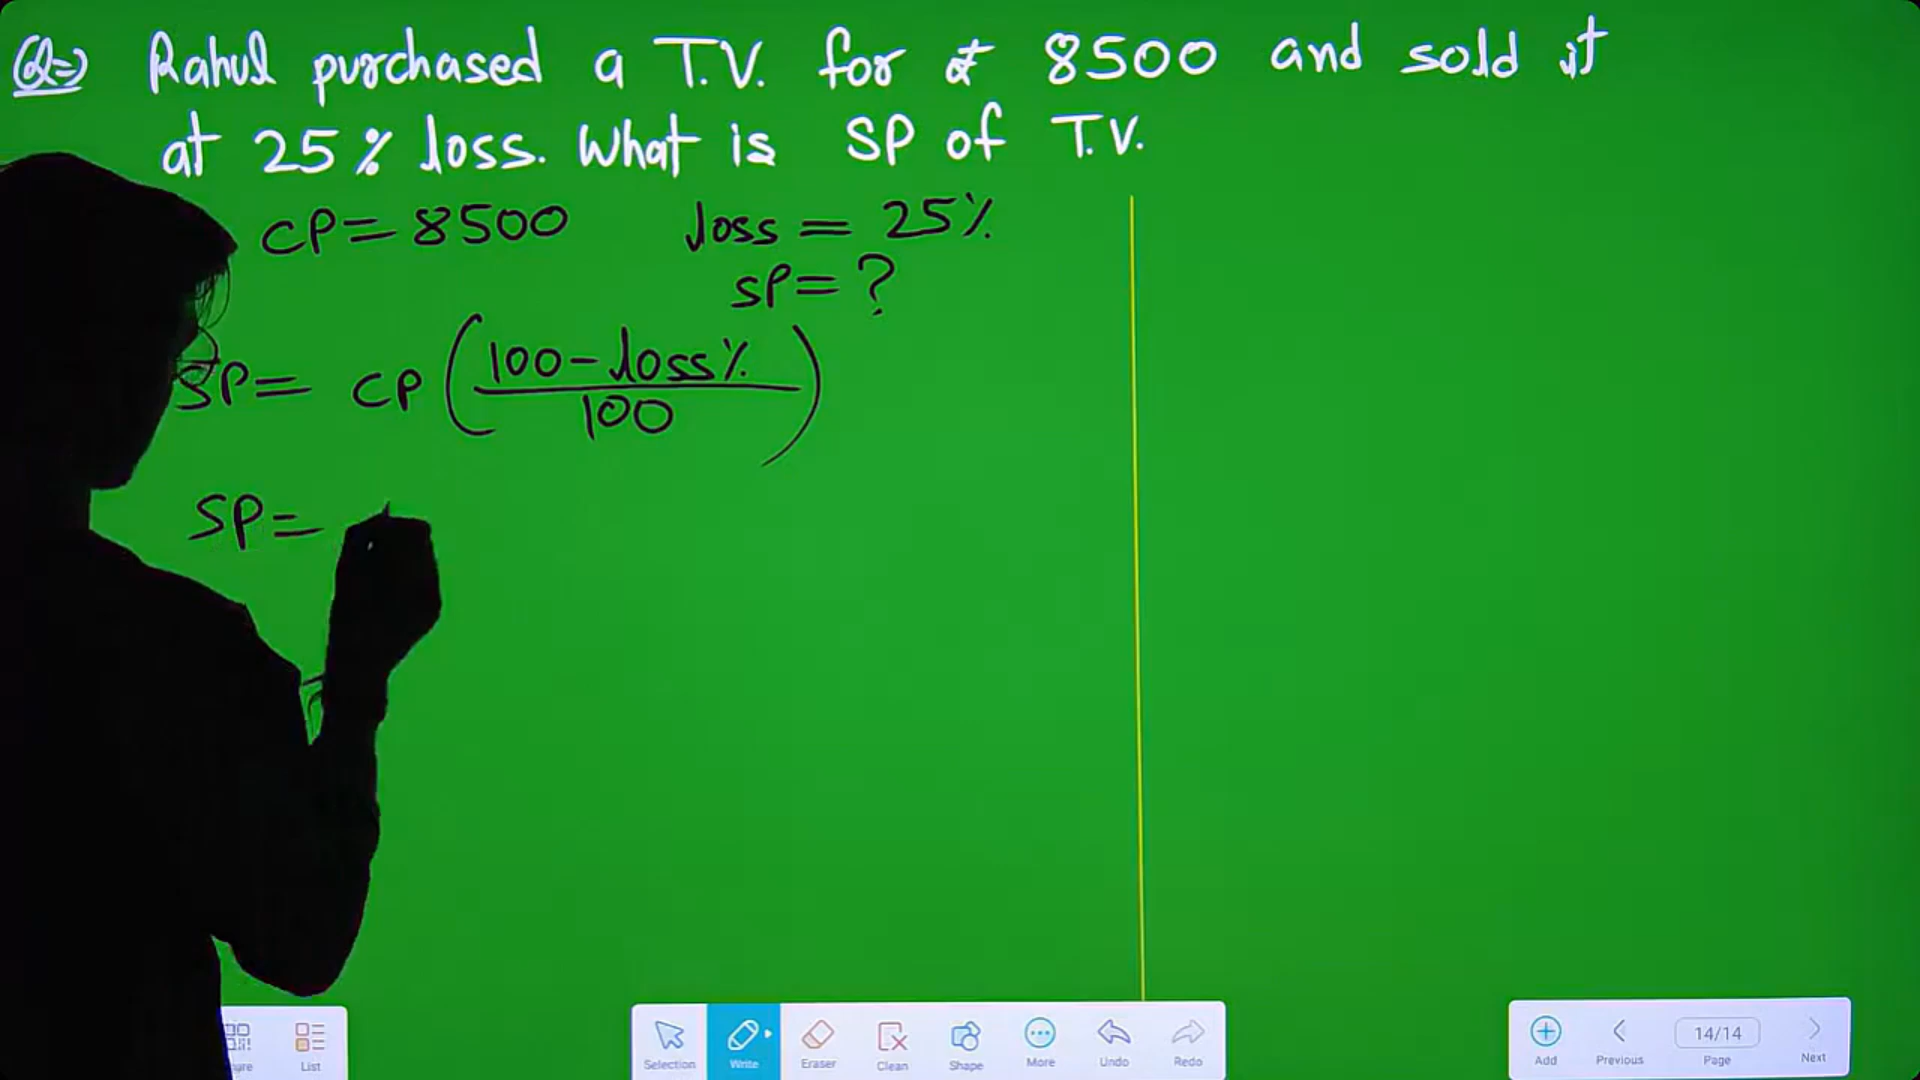 Q=> Rahul purchased a T.V. for ₹ 8500 and sold it
at 25% loss. What is SP of T.V.
CP = 8500 loss = 25%
SP = ?
SP = CP (100 - loss% / 100)
SP =
List
Selection Write Eraser Clean Shape More Undo Redo
Add Previous 14/14 Page Next